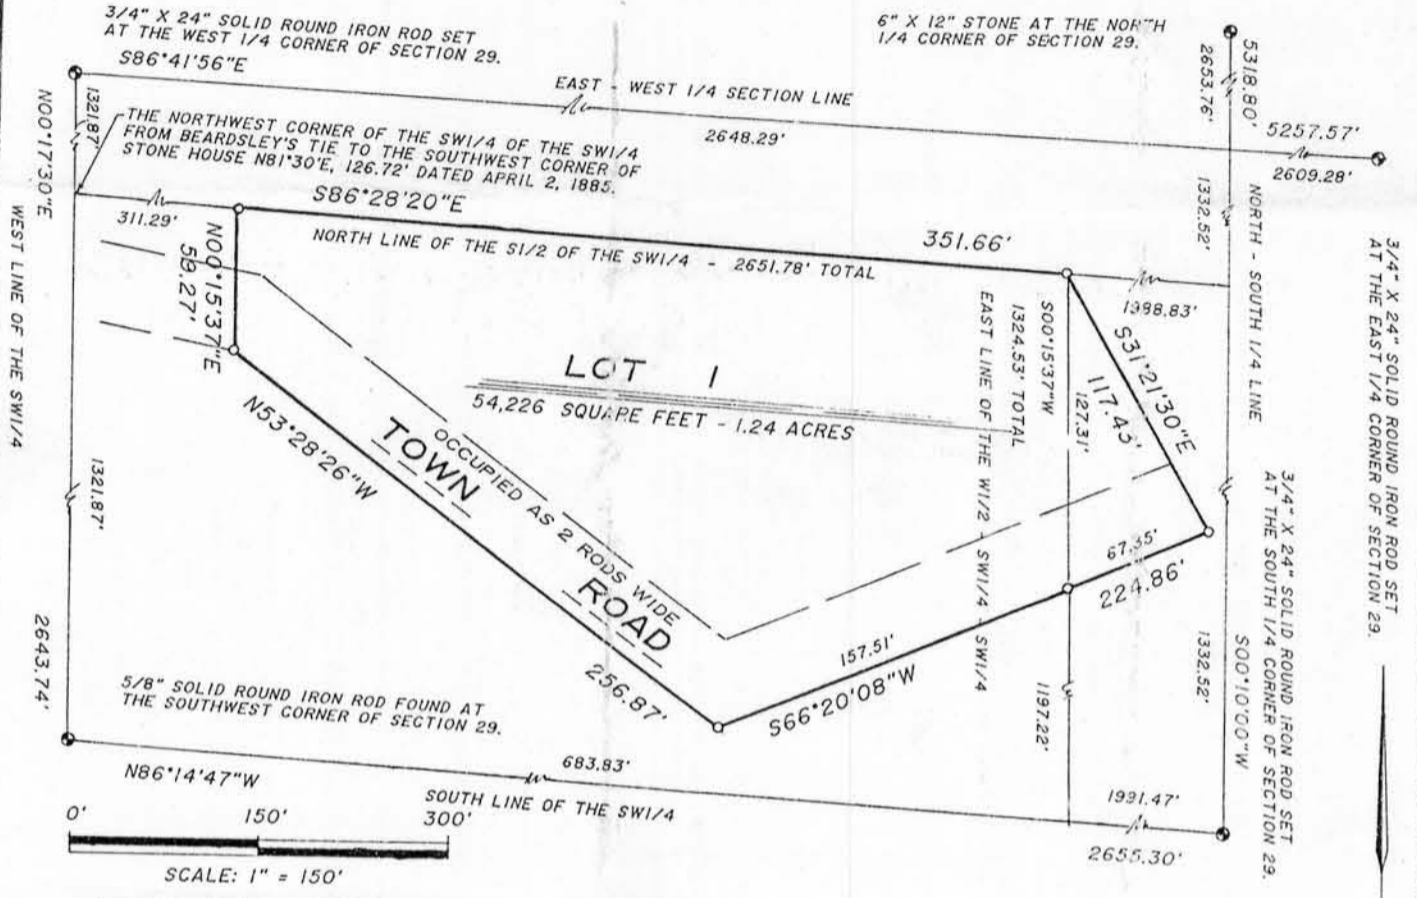 3/4" X 24" SOLID ROUND IRON ROD SET
AT THE WEST 1/4 CORNER OF SECTION 29.
S86°41'56"E
6" X 12" STONE AT THE NORTH
1/4 CORNER OF SECTION 29.
EAST - WEST 1/4 SECTION LINE
2648.29'
5318.80'
2653.76'
5257.57'
2609.28'
N00°17'30"E
1321.87'
THE NORTHWEST CORNER OF THE SW1/4 OF THE SW1/4
FROM BEARDSLEY'S TIE TO THE SOUTHWEST CORNER OF
STONE HOUSE N81°30'E, 126.72' DATED APRIL 2, 1885.
311.29'
S86°28'20"E
351.66'
NORTH LINE OF THE S1/2 OF THE SW1/4 - 2651.78' TOTAL
1332.52'
NORTH - SOUTH 1/4 LINE
1988.83'
3/4" X 24" SOLID ROUND IRON ROD SET
AT THE EAST 1/4 CORNER OF SECTION 29.
WEST LINE OF THE SW1/4
N00°15'37"E
59.27'
LOT 1
54,226 SQUARE FEET - 1.24 ACRES
S00°15'37"W
1324.53' TOTAL
127.31'
EAST LINE OF THE W1/2 - SW1/4 - SW1/4
S31°21'30"E
117.43'
N53°28'26"W
256.87'
OCCUPIED AS 2 RODS WIDE
TOWN
ROAD
67.35'
224.86'
157.51'
S66°20'08"W
1197.22'
1332.52'
S00°10'00"W
3/4" X 24" SOLID ROUND IRON ROD SET
AT THE SOUTH 1/4 CORNER OF SECTION 29.
1321.87'
2643.74'
5/8" SOLID ROUND IRON ROD FOUND AT
THE SOUTHWEST CORNER OF SECTION 29.
N86°14'47"W
683.83'
SOUTH LINE OF THE SW1/4
1991.47'
2655.30'
0' 150' 300'
SCALE: 1" = 150'